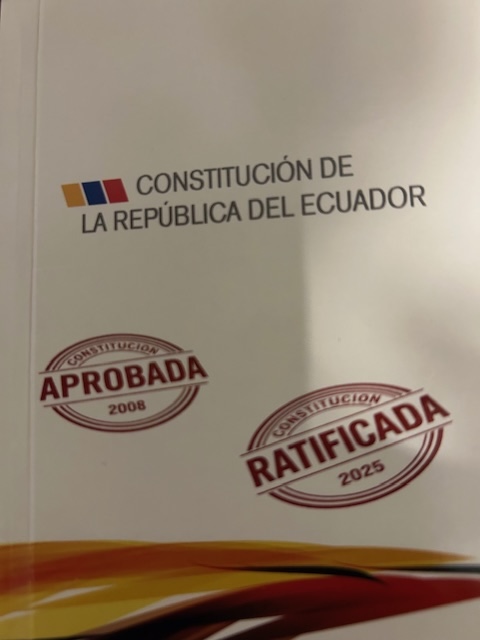 CONSTITUCIÓN DE
LA REPÚBLICA DEL ECUADOR
CONSTITUCION
APROBADA
2008
CONSTITUCION
RATIFICADA
2025